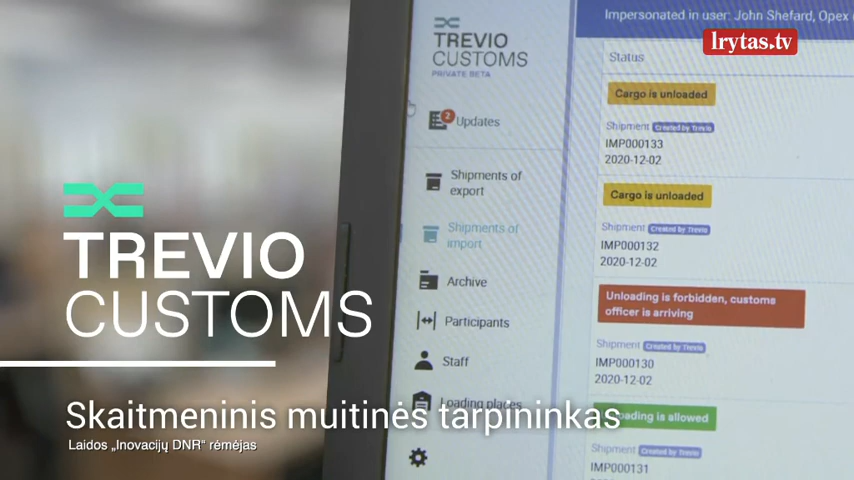 TREVIO
CUSTOMS
PRIVATE BETA
Impersonated in user: John Shefard, Opex
lrytas.tv
Status
Cargo is unloaded
2
Updates
Shipment Created by Trevio
IMP000133
2020-12-02
Shipments of
export
Cargo is unloaded
Shipment Created by Trevio
IMP000132
2020-12-02
Shipments of
import
Archive
Unloading is forbidden, customs
officer is arriving
Participants
Shipment Created by Trevio
IMP000130
2020-12-02
Staff
Loading places
loading is allowed
Shipment Created by Trevio
IMP000131
TREVIO
CUSTOMS
Skaitmeninis muitinės tarpininkas
Laidos „Inovacijų DNR“ rėmėjas